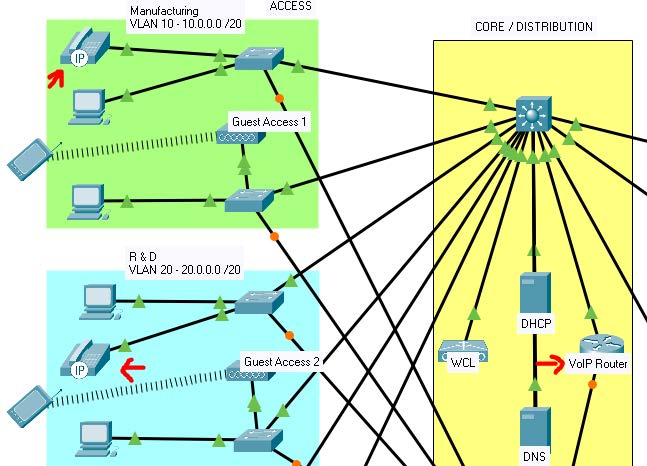 Manufacturing
VLAN 10 - 10.0.0.0 /20
ACCESS
CORE / DISTRIBUTION
IP
Guest Access 1
R & D
VLAN 20 - 20.0.0.0 /20
DHCP
IP
Guest Access 2
WCL
VoIP Router
DNS